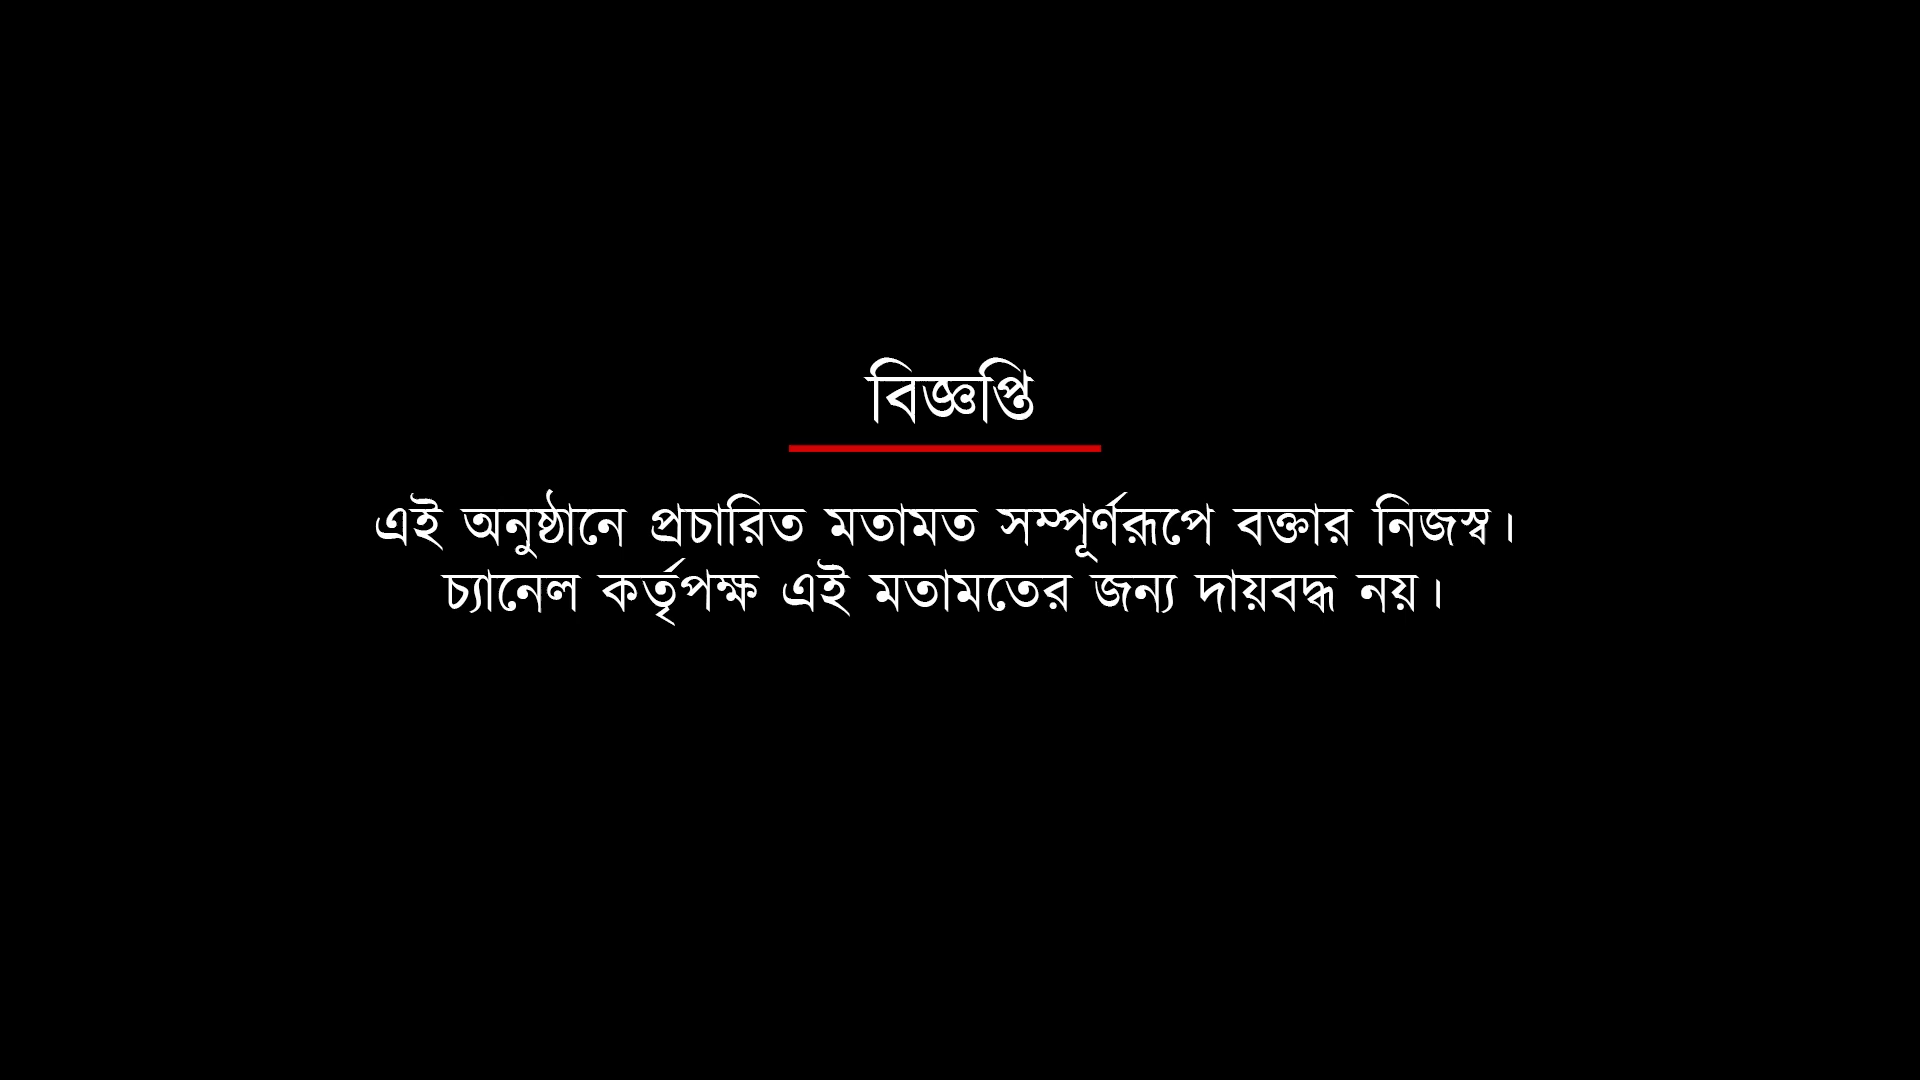 বিজ্ঞপ্তি
এই অনুষ্ঠানে প্রচারিত মতামত সম্পূর্ণরূপে বক্তার নিজস্ব।
চ্যানেল কর্তৃপক্ষ এই মতামতের জন্য দায়বদ্ধ নয়।